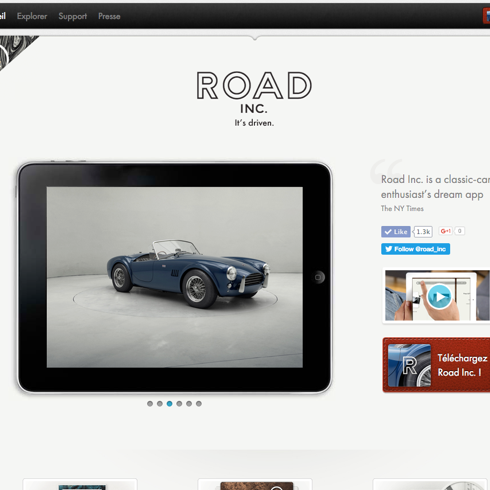 Explorer Support Presse
ROAD
INC.
It's driven.
Road Inc. is a classic-car
enthusiast's dream app
The NY Times
Like 1.3k +1 0
Follow @road_inc
R
Téléchargez
Road Inc. !